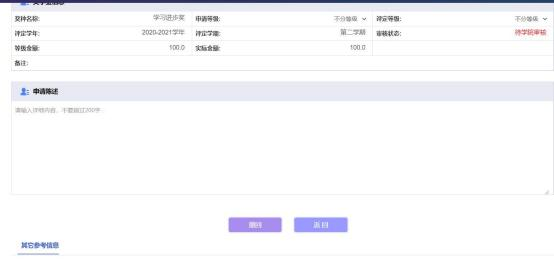 奖种名称: 学习进步奖 申请等级: 不分等级 评定等级: 不分等级
评定学年: 2020-2021学年 评定学期: 第二学期 审核状态: 待学院审核
等级金额: 100.0 实际金额: 100.0
备注:
申请陈述
请输入评朝内容，不要超过200字
撤回 返回
其它参考信息